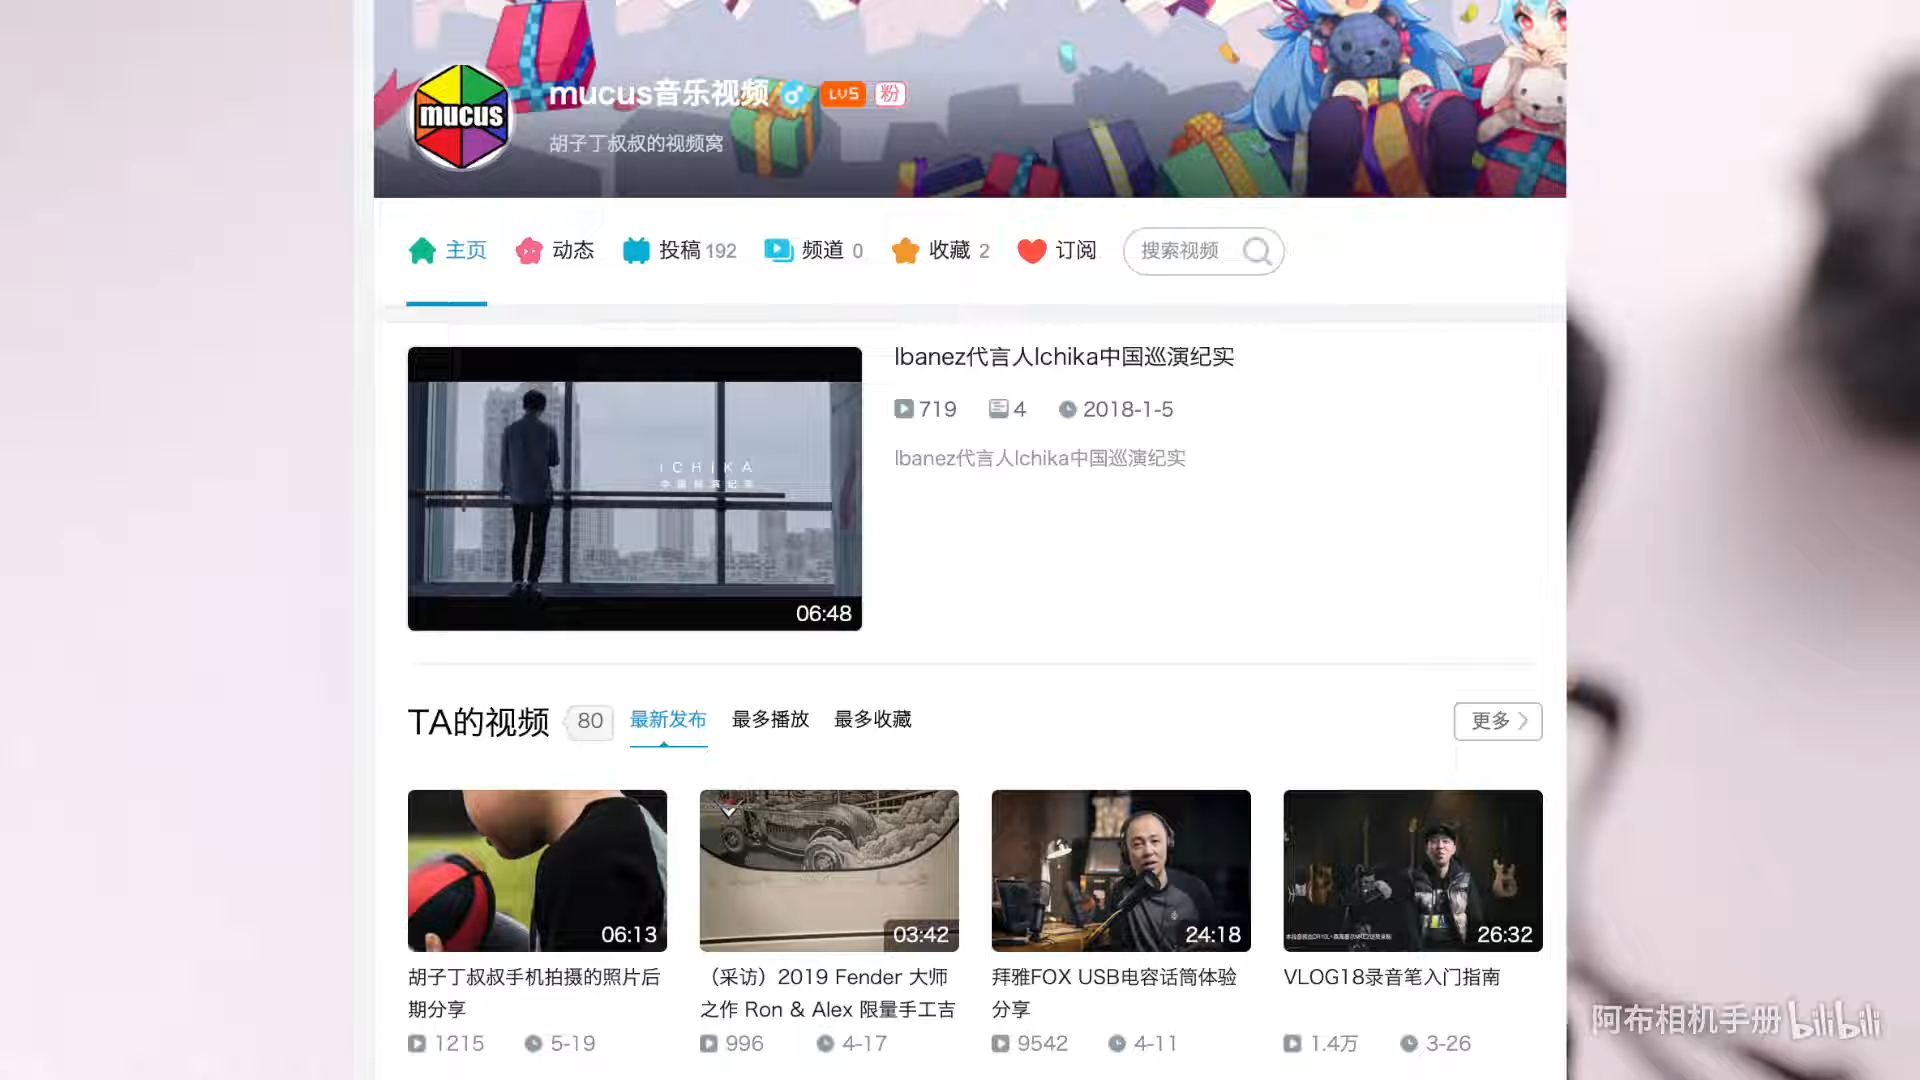 mucus
mucus音乐视频 LV5 粉
胡子丁叔叔的视频窝
主页 动态 投稿 192 频道 0 收藏 2 订阅 搜索视频
Ibanez代言人Ichika中国巡演纪实
719 4 2018-1-5
Ibanez代言人Ichika中国巡演纪实
ICHIKA
中国巡演纪实
06:48
TA的视频 80 最新发布 最多播放 最多收藏 更多
06:13
03:42
24:18
26:32
胡子丁叔叔手机拍摄的照片后
期分享
1215 5-19
（采访）2019 Fender 大师
之作 Ron & Alex 限量手工吉
996 4-17
拜雅FOX USB电容话筒体验
分享
9542 4-11
VLOG18录音笔入门指南
1.4万 3-26
阿布相机手册 bilibili